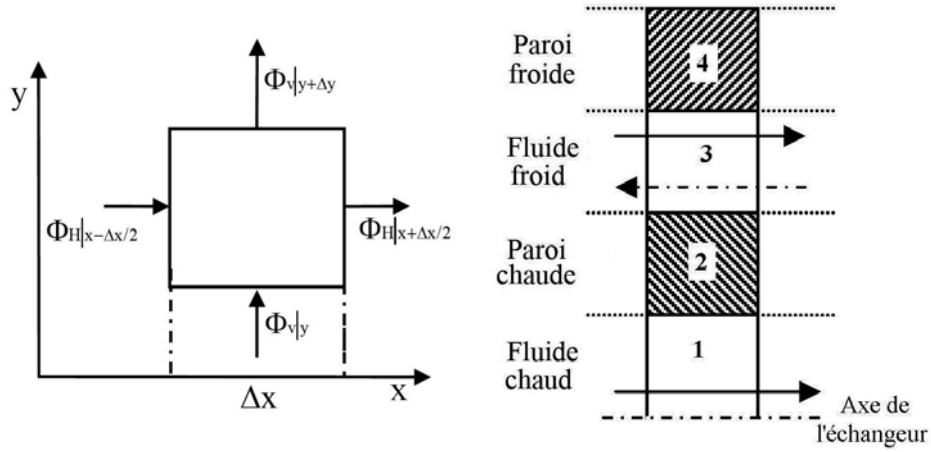 Φv|y+Δy
y
ΦH|x−Δx/2
ΦH|x+Δx/2
Φv|y
Δx
x
Paroi
froide
4
Fluide
froid
3
Paroi
chaude
2
Fluide
chaud
1
Axe de
l'échangeur